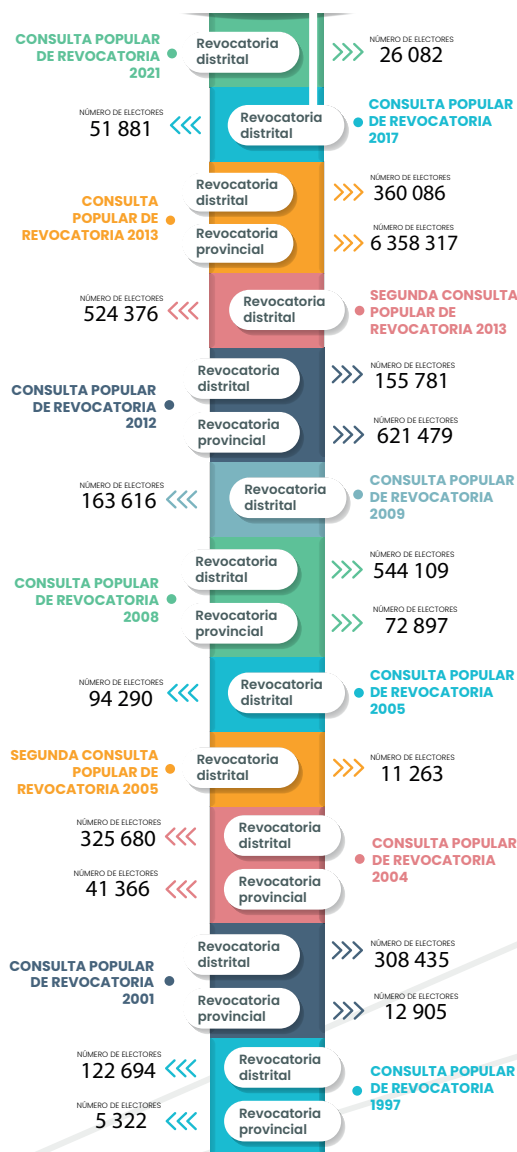 CONSULTA POPULAR
DE REVOCATORIA
2021
Revocatoria
distrital
NÚMERO DE ELECTORES
26 082
NÚMERO DE ELECTORES
51 881
Revocatoria
distrital
CONSULTA POPULAR
DE REVOCATORIA
2017
CONSULTA
POPULAR DE
REVOCATORIA 2013
Revocatoria
distrital
NÚMERO DE ELECTORES
360 086
Revocatoria
provincial
NÚMERO DE ELECTORES
6 358 317
NÚMERO DE ELECTORES
524 376
Revocatoria
distrital
SEGUNDA CONSULTA
POPULAR DE
REVOCATORIA 2013
CONSULTA POPULAR
DE REVOCATORIA
2012
Revocatoria
distrital
NÚMERO DE ELECTORES
155 781
Revocatoria
provincial
NÚMERO DE ELECTORES
621 479
NÚMERO DE ELECTORES
163 616
Revocatoria
distrital
CONSULTA POPULAR
DE REVOCATORIA
2009
CONSULTA POPULAR
DE REVOCATORIA
2008
Revocatoria
distrital
NÚMERO DE ELECTORES
544 109
Revocatoria
provincial
NÚMERO DE ELECTORES
72 897
NÚMERO DE ELECTORES
94 290
Revocatoria
distrital
CONSULTA POPULAR
DE REVOCATORIA
2005
SEGUNDA CONSULTA
POPULAR DE
REVOCATORIA 2005
Revocatoria
distrital
NÚMERO DE ELECTORES
11 263
NÚMERO DE ELECTORES
325 680
Revocatoria
distrital
NÚMERO DE ELECTORES
41 366
Revocatoria
provincial
CONSULTA POPULAR
DE REVOCATORIA
2004
CONSULTA POPULAR
DE REVOCATORIA
2001
Revocatoria
distrital
NÚMERO DE ELECTORES
308 435
Revocatoria
provincial
NÚMERO DE ELECTORES
12 905
NÚMERO DE ELECTORES
122 694
Revocatoria
distrital
NÚMERO DE ELECTORES
5 322
Revocatoria
provincial
CONSULTA POPULAR
DE REVOCATORIA
1997